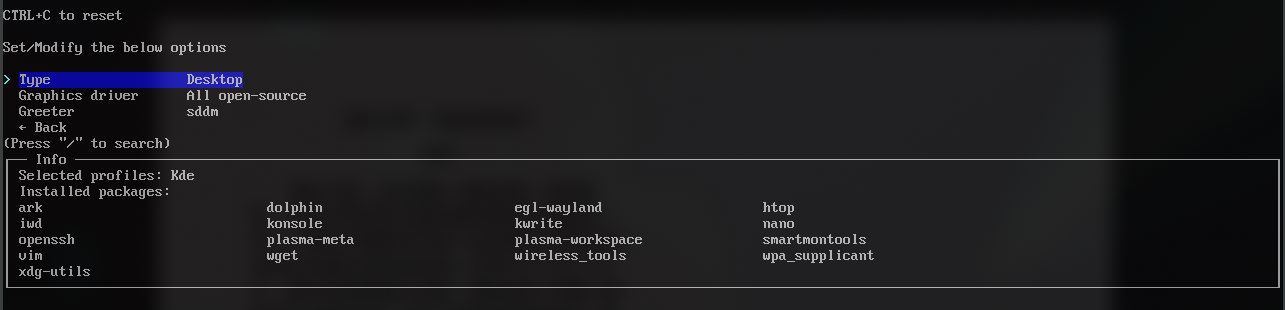 CTRL+C to reset
Set/Modify the below options
> Type Desktop
Graphics driver All open-source
Greeter sddm
← Back
(Press "/" to search)
Info
Selected profiles: Kde
Installed packages:
ark dolphin egl-wayland htop
iwd konsole kwrite nano
openssh plasma-meta plasma-workspace smartmontools
vim wget wireless_tools wpa_supplicant
xdg-utils